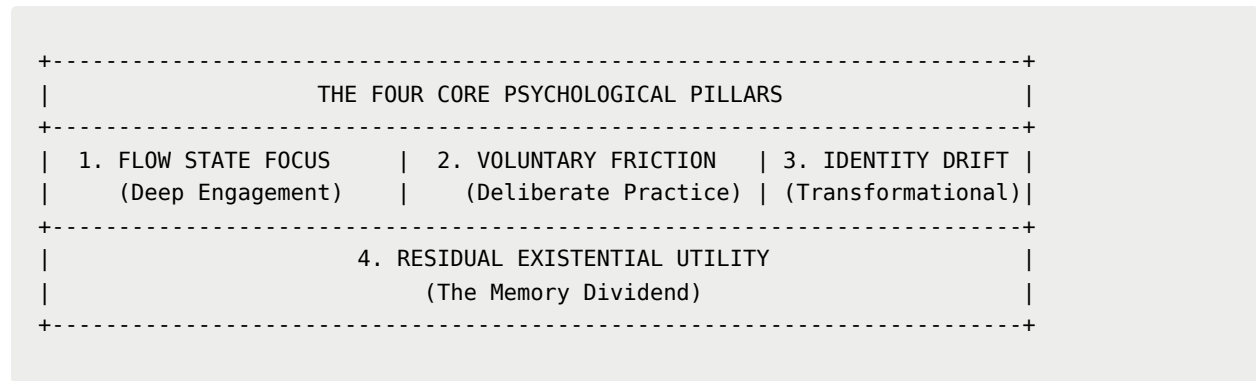 +-------------------------------------------------------------------------+
|                    THE FOUR CORE PSYCHOLOGICAL PILLARS                  |
+-------------------------------------------------------------------------+
|  1. FLOW STATE FOCUS      |  2. VOLUNTARY FRICTION   | 3. IDENTITY DRIFT |
|     (Deep Engagement)     |    (Deliberate Practice) | (Transformational)|
+-------------------------------------------------------------------------+
|                       4. RESIDUAL EXISTENTIAL UTILITY                   |
|                            (The Memory Dividend)                        |
+-------------------------------------------------------------------------+